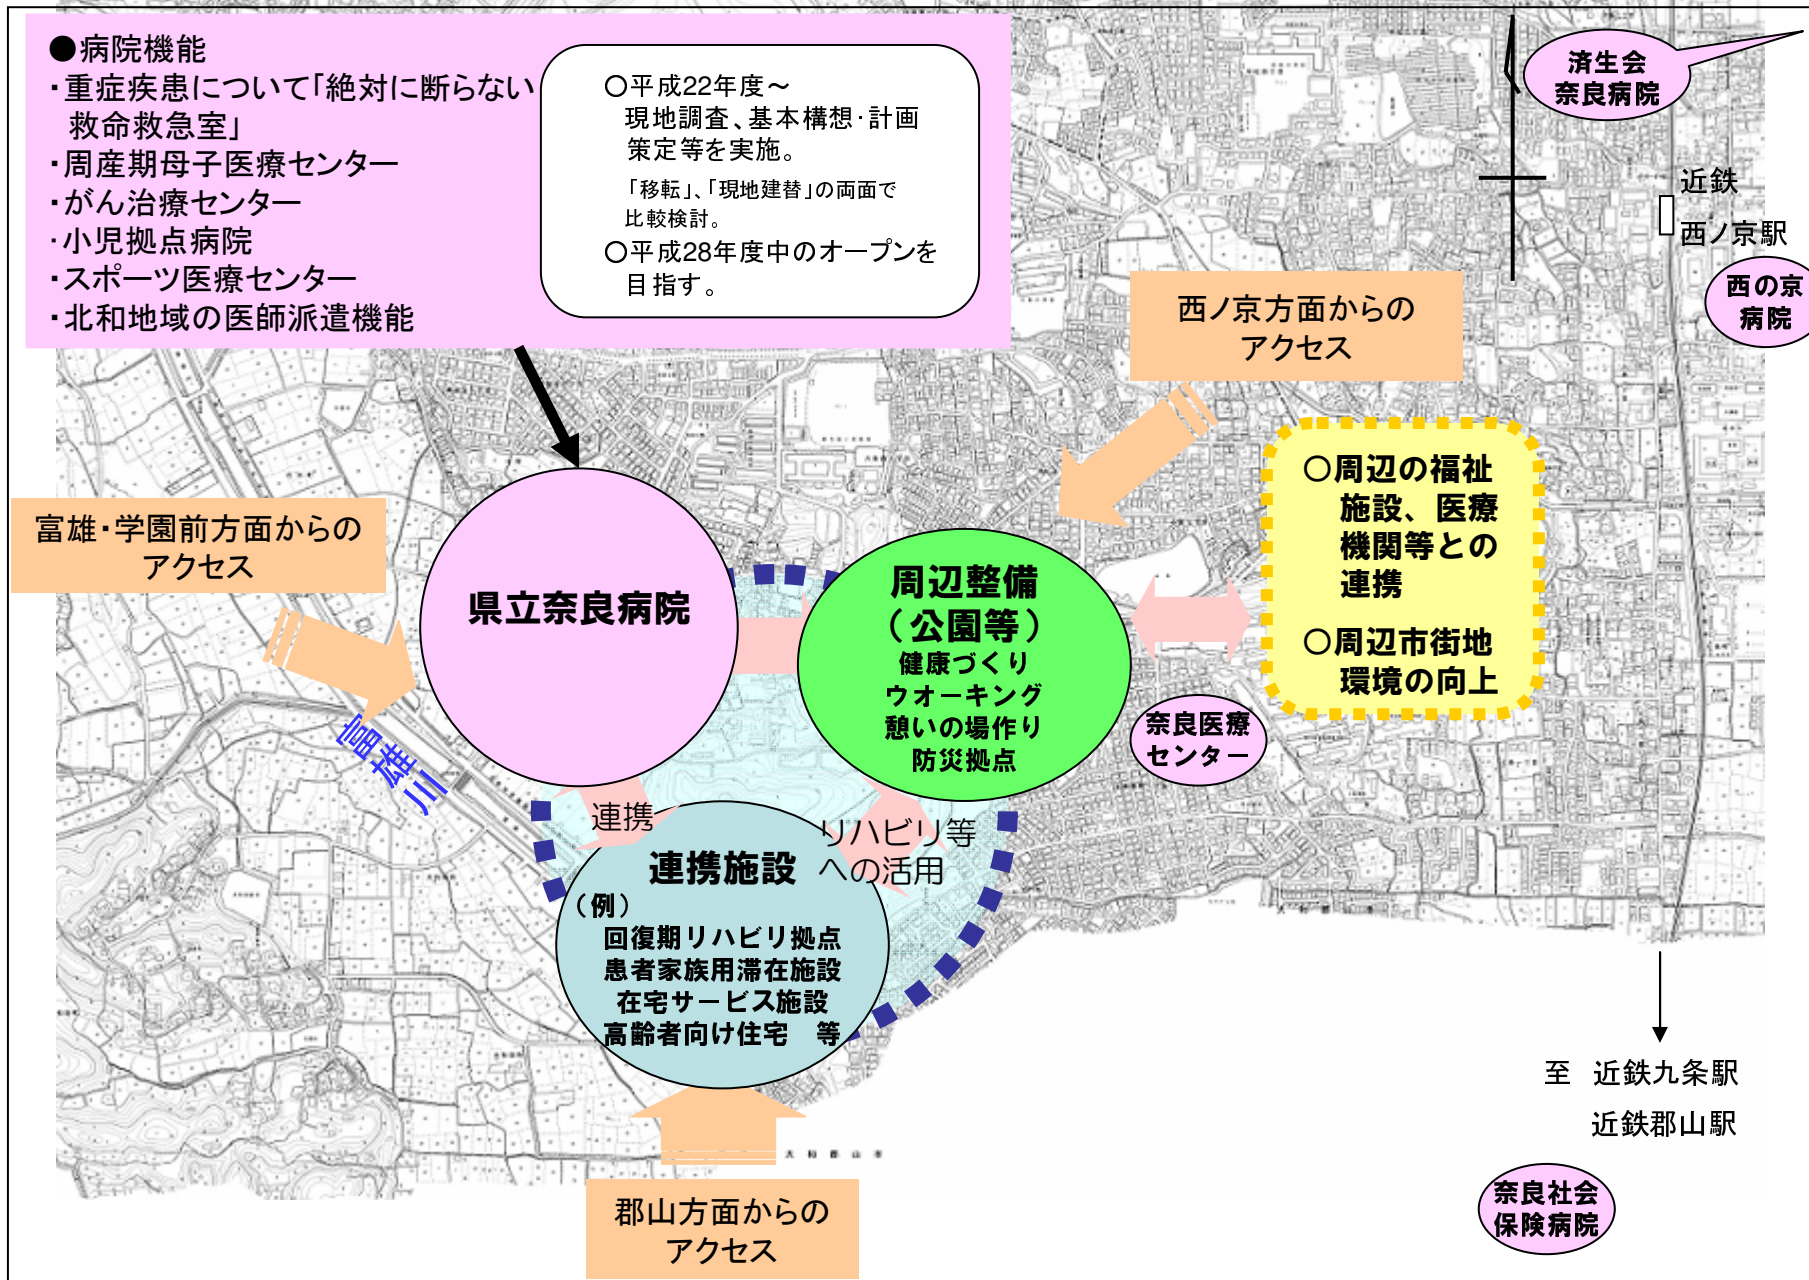 ●病院機能
・重症疾患について「絶対に断らない
救命救急室」
・周産期母子医療センター
・がん治療センター
・小児拠点病院
・スポーツ医療センター
・北和地域の医師派遣機能
○平成22年度～
現地調査、基本構想・計画
策定等を実施。
「移転」、「現地建替」の両面で
比較検討。
○平成28年度中のオープンを
目指す。
済生会
奈良病院
近鉄
西ノ京駅
西の京
病院
西ノ京方面からの
アクセス
○周辺の福祉
施設、医療
機関等との
連携
○周辺市街地
環境の向上
富雄・学園前方面からの
アクセス
県立奈良病院
周辺整備
（公園等）
健康づくり
ウオーキング
憩いの場作り
防災拠点
奈良医療
センター
富雄川
連携
リハビリ等
への活用
連携施設
（例）
回復期リハビリ拠点
患者家族用滞在施設
在宅サービス施設
高齢者向け住宅　等
大和郡山市
大和郡山市
郡山方面からの
アクセス
至　近鉄九条駅
近鉄郡山駅
奈良社会
保険病院